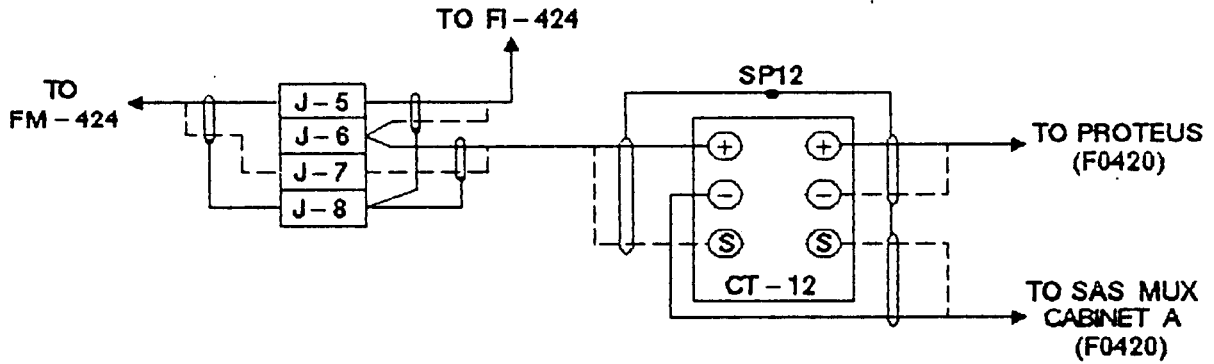 TO FI-424
TO
FM-424
J-5
J-6
J-7
J-8
SP12
+ +
- -
S S
CT-12
TO PROTEUS
(F0420)
TO SAS MUX
CABINET A
(F0420)